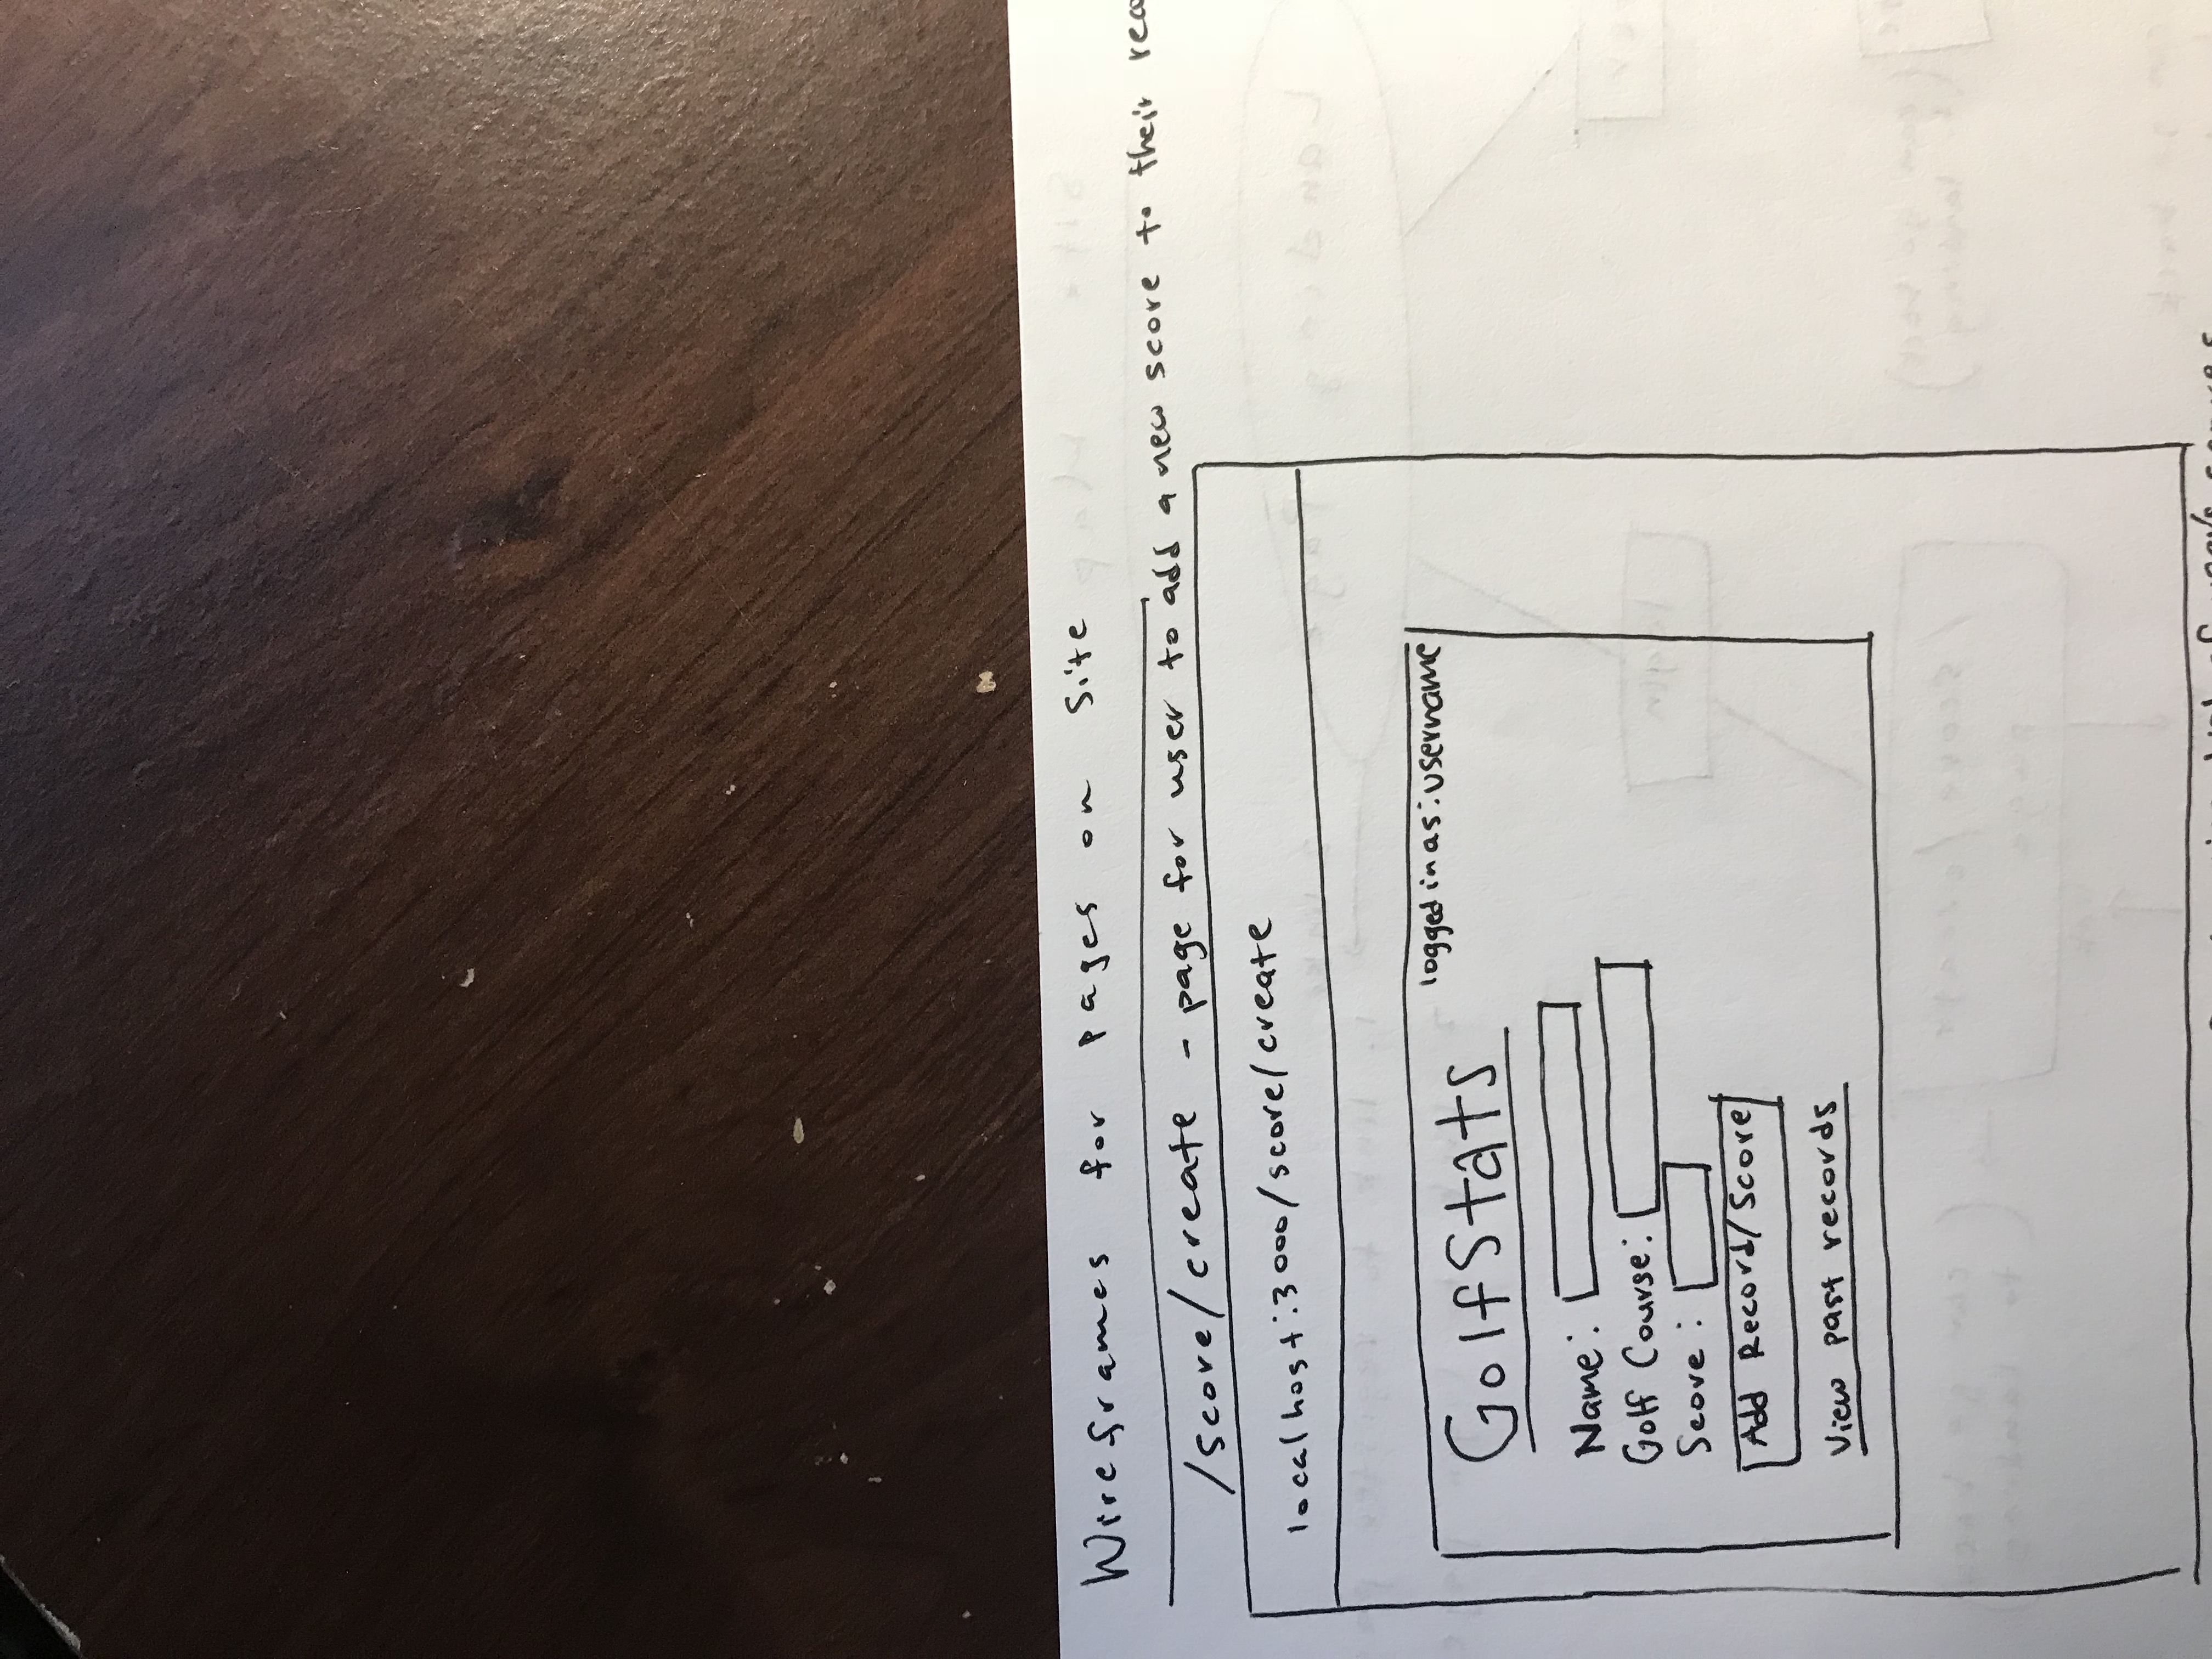 Wireframes for pages on Site
/score/create - page for user to add a new score to their
localhost:3000/score/create
logged in as: username
GolfStats
Name:
Golf Course:
Score:
Add Record/Score
View past records